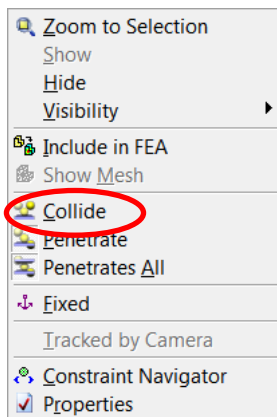 Zoom to Selection
Show
Hide
Visibility
Include in FEA
Show Mesh
Collide
Penetrate
Penetrates All
Fixed
Tracked by Camera
Constraint Navigator
Properties